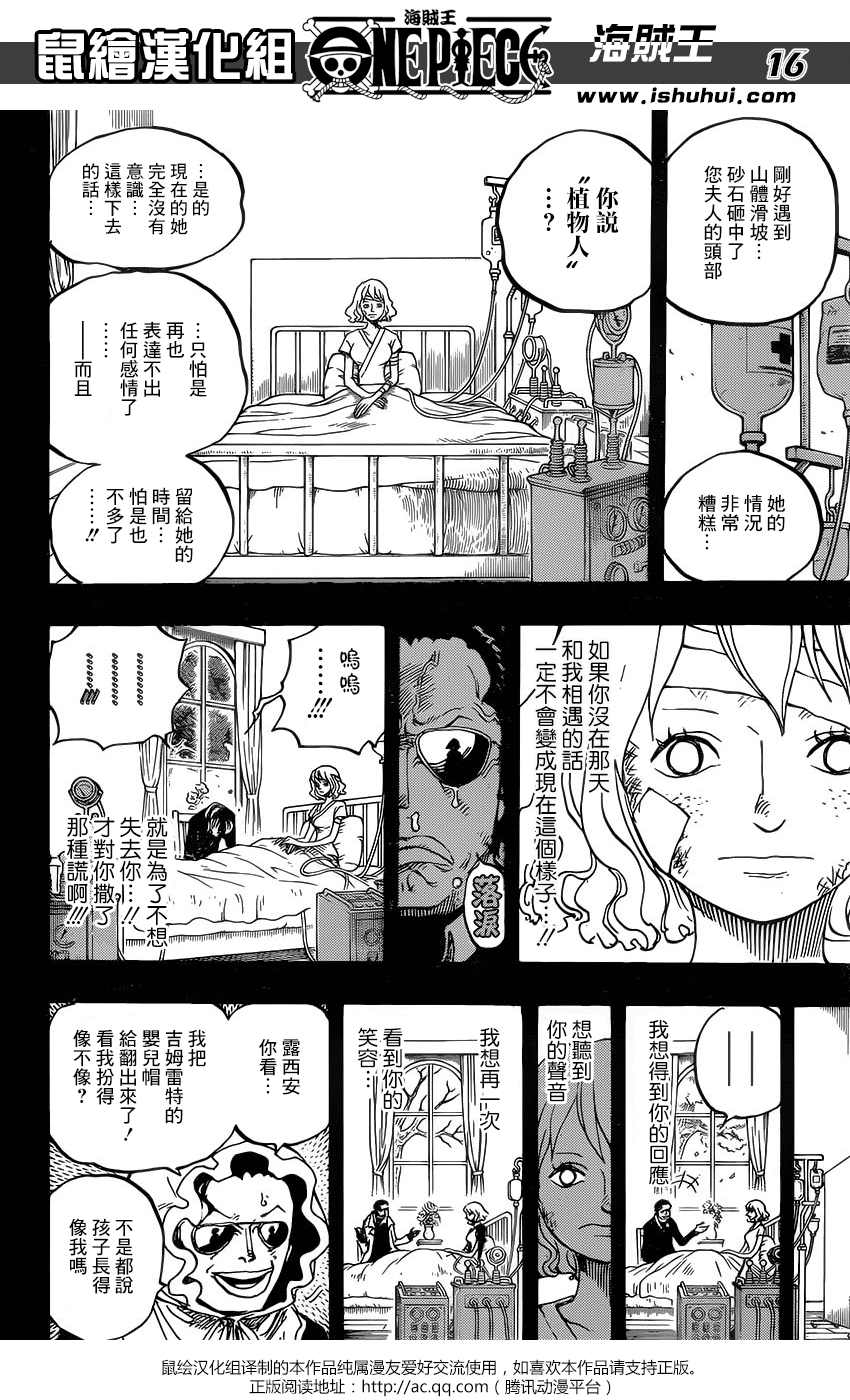 鼠繪漢化組
海賊王
ONE PIECE
海賊王
16
www.ishuhui.com
剛好遇到
山體滑坡…
砂石砸中了
您夫人的頭部
她的
情況
非常
糟糕…
你說
〝植物人〞
…?
…是的
現在的她
完全沒有
意識…
這樣下去
的話…
…只怕是
再也
表達不出
任何感情了
……
——而且
留給她的
時間…
怕是也
不多了
……!!
如果你沒在那天
和我相遇的話
一定不會變成現在這個樣子…!!
落淚
嗚嗚
……!!!
就是為了不想
失去你…!!
才對你撒了
那種謊啊!!!
——
我想得到你的回應
想聽到
你的聲音
我想再一次
看到你的
笑容…
露西安
你看…
我把
吉姆雷特的
嬰兒帽
給翻出來了!
看我扮得
像不像?
不是都說
孩子長得
像我嗎
鼠绘汉化组译制的本作品纯属漫友爱好交流使用，如喜欢本作品请支持正版。
正版阅读地址：http://ac.qq.com（腾讯动漫平台）